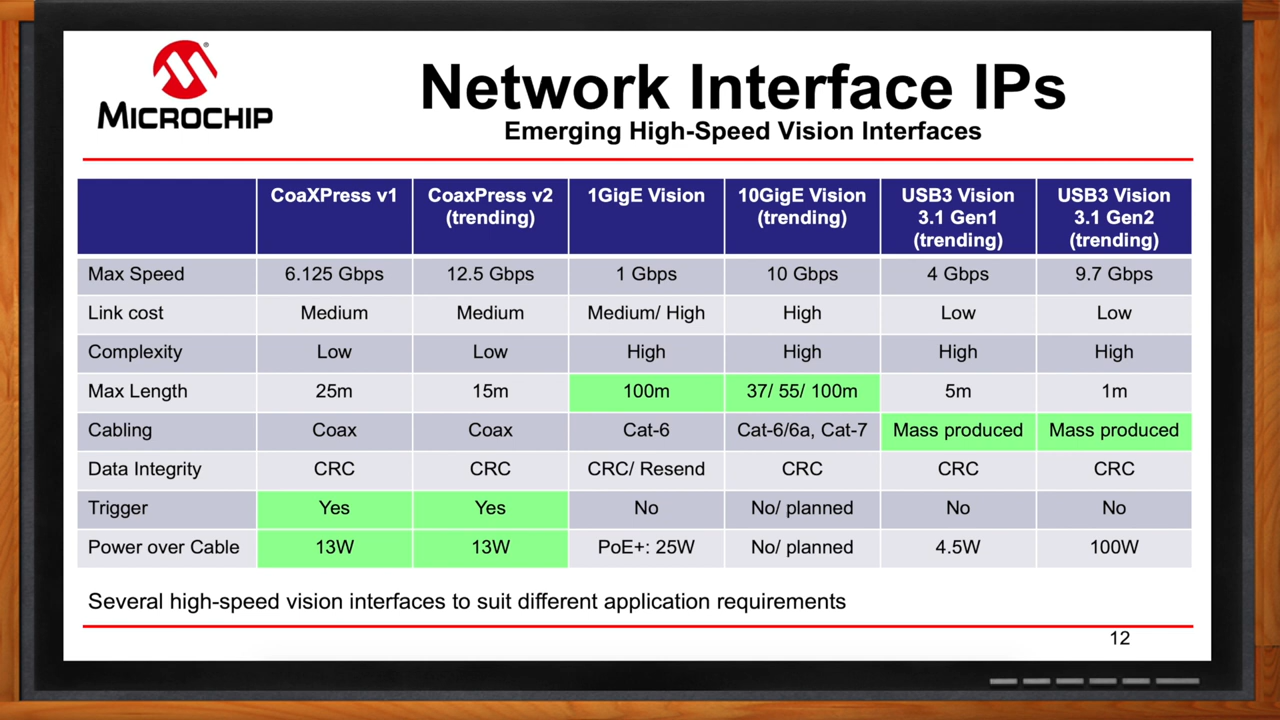 MICROCHIP
Network Interface IPs
Emerging High-Speed Vision Interfaces
CoaXPress v1 CoaxPress v2 (trending) 1GigE Vision 10GigE Vision (trending) USB3 Vision 3.1 Gen1 (trending) USB3 Vision 3.1 Gen2 (trending)
Max Speed 6.125 Gbps 12.5 Gbps 1 Gbps 10 Gbps 4 Gbps 9.7 Gbps
Link cost Medium Medium Medium/ High High Low Low
Complexity Low Low High High High High
Max Length 25m 15m 100m 37/ 55/ 100m 5m 1m
Cabling Coax Coax Cat-6 Cat-6/6a, Cat-7 Mass produced Mass produced
Data Integrity CRC CRC CRC/ Resend CRC CRC CRC
Trigger Yes Yes No No/ planned No No
Power over Cable 13W 13W PoE+: 25W No/ planned 4.5W 100W
Several high-speed vision interfaces to suit different application requirements
12